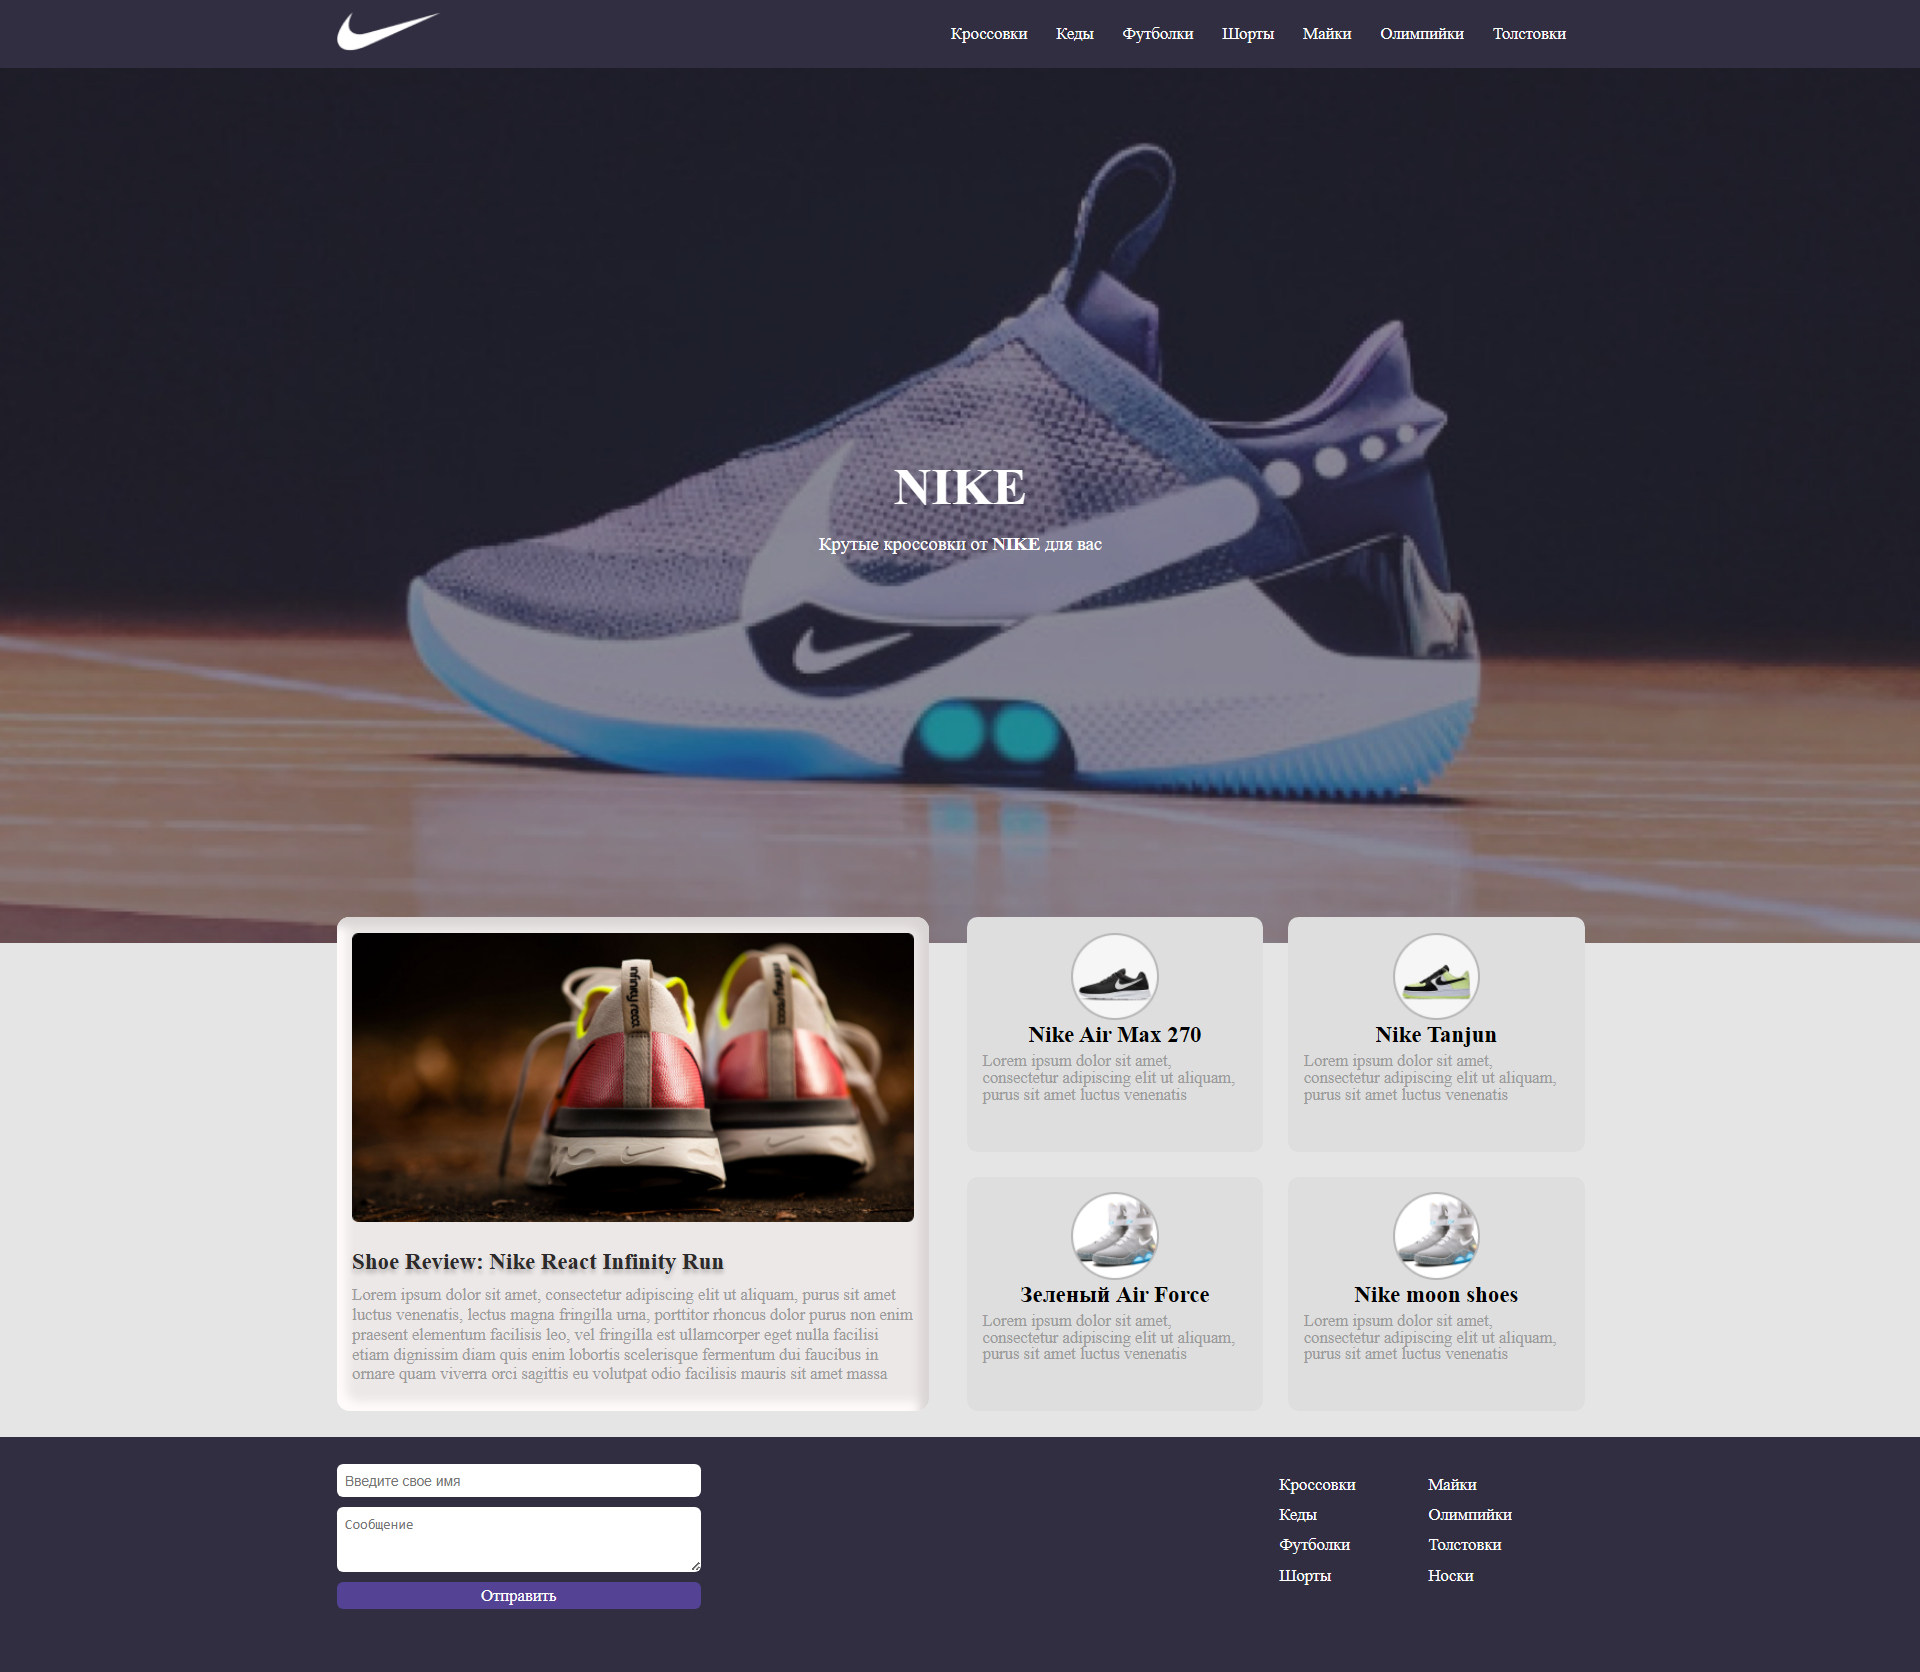 Кроссовки Кеды Футболки Шорты Майки Олимпийки Толстовки
NIKE
Крутые кроссовки от NIKE для вас
infinity reac
infinity reac
Shoe Review: Nike React Infinity Run
Lorem ipsum dolor sit amet, consectetur adipiscing elit ut aliquam, purus sit amet
luctus venenatis, lectus magna fringilla urna, porttitor rhoncus dolor purus non enim
praesent elementum facilisis leo, vel fringilla est ullamcorper eget nulla facilisi
etiam dignissim diam quis enim lobortis scelerisque fermentum dui faucibus in
ornare quam viverra orci sagittis eu volutpat odio facilisis mauris sit amet massa
Nike Air Max 270
Lorem ipsum dolor sit amet,
consectetur adipiscing elit ut aliquam,
purus sit amet luctus venenatis
Nike Tanjun
Lorem ipsum dolor sit amet,
consectetur adipiscing elit ut aliquam,
purus sit amet luctus venenatis
Зеленый Air Force
Lorem ipsum dolor sit amet,
consectetur adipiscing elit ut aliquam,
purus sit amet luctus venenatis
Nike moon shoes
Lorem ipsum dolor sit amet,
consectetur adipiscing elit ut aliquam,
purus sit amet luctus venenatis
Введите свое имя
Сообщение
Отправить
Кроссовки
Кеды
Футболки
Шорты
Майки
Олимпийки
Толстовки
Носки